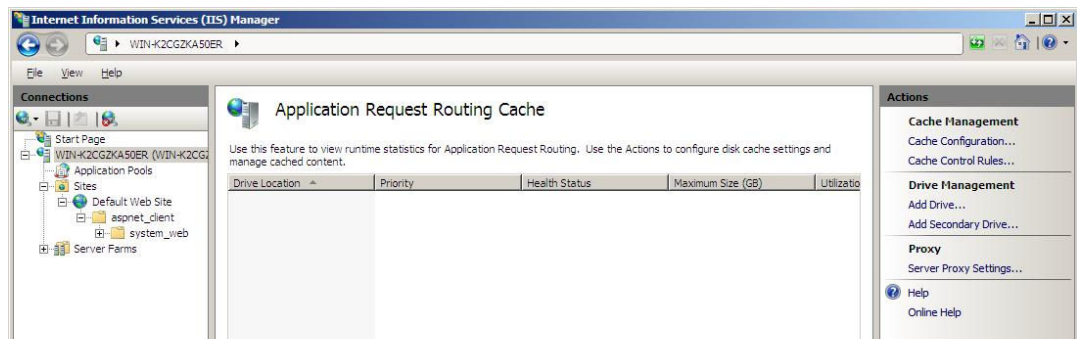 Internet Information Services (IIS) Manager
WIN-K2CGZKA50ER
File View Help
Connections
Start Page
WIN-K2CGZKA50ER (WIN-K2CGZ
Application Pools
Sites
Default Web Site
aspnet_client
system_web
Server Farms
Application Request Routing Cache
Use this feature to view runtime statistics for Application Request Routing. Use the Actions to configure disk cache settings and
manage cached content.
Drive Location Priority Health Status Maximum Size (GB) Utilizatio
Actions
Cache Management
Cache Configuration...
Cache Control Rules...
Drive Management
Add Drive...
Add Secondary Drive...
Proxy
Server Proxy Settings...
Help
Online Help